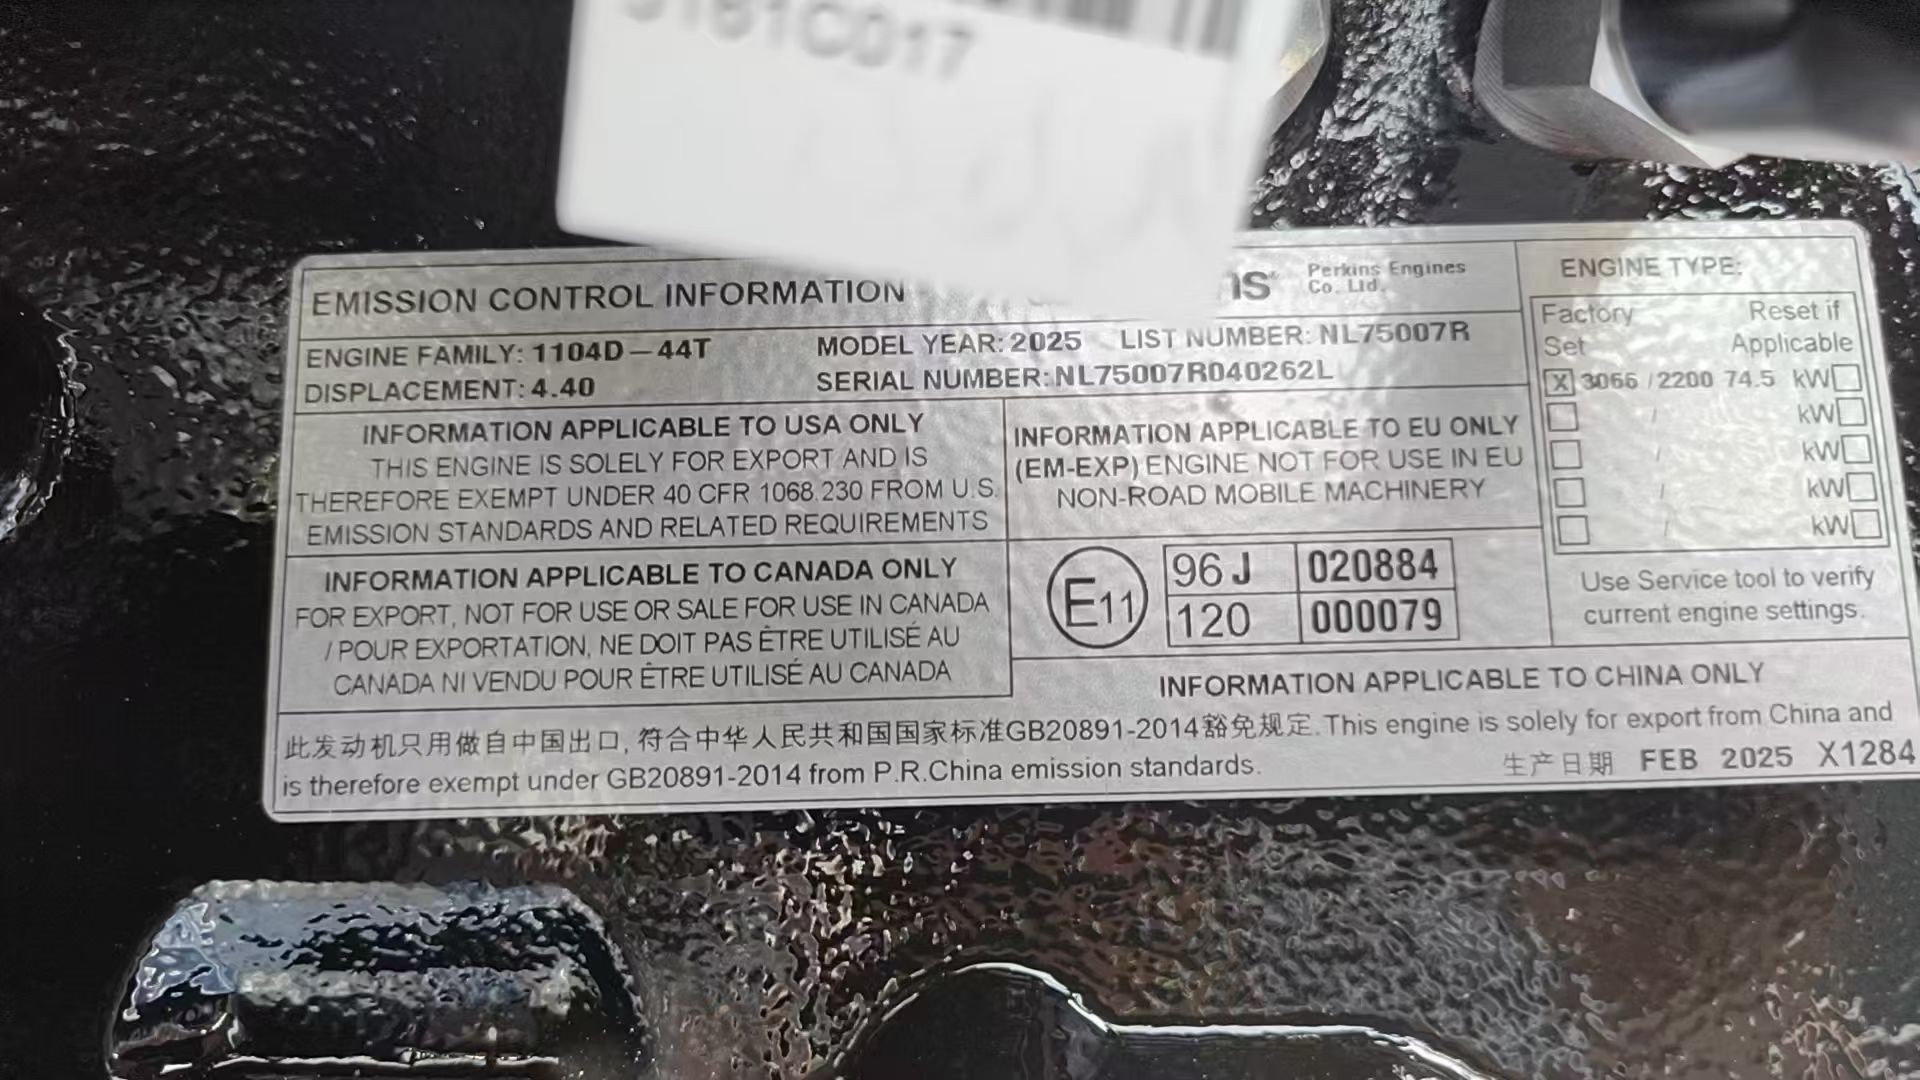 161C017
EMISSION CONTROL INFORMATION
Perkins Engines
Co. Ltd.
ENGINE FAMILY: 1104D-44T
MODEL YEAR: 2025 LIST NUMBER: NL75007R
DISPLACEMENT: 4.40
SERIAL NUMBER: NL75007R040262L
INFORMATION APPLICABLE TO USA ONLY
THIS ENGINE IS SOLELY FOR EXPORT AND IS
THEREFORE EXEMPT UNDER 40 CFR 1068.230 FROM U.S.
EMISSION STANDARDS AND RELATED REQUIREMENTS
INFORMATION APPLICABLE TO CANADA ONLY
FOR EXPORT, NOT FOR USE OR SALE FOR USE IN CANADA
/ POUR EXPORTATION, NE DOIT PAS ÊTRE UTILISÉ AU
CANADA NI VENDU POUR ÊTRE UTILISÉ AU CANADA
INFORMATION APPLICABLE TO EU ONLY
(EM-EXP) ENGINE NOT FOR USE IN EU
NON-ROAD MOBILE MACHINERY
E11
96 J 020884
120 000079
ENGINE TYPE:
Factory Reset if
Set Applicable
X 3066 / 2200 74.5 kW
/ kW
/ kW
/ kW
/ kW
Use Service tool to verify
current engine settings.
INFORMATION APPLICABLE TO CHINA ONLY
此发动机只用做自中国出口, 符合中华人民共和国国家标准GB20891-2014豁免规定. This engine is solely for export from China and
is therefore exempt under GB20891-2014 from P.R.China emission standards.
生产日期 FEB 2025 X1284